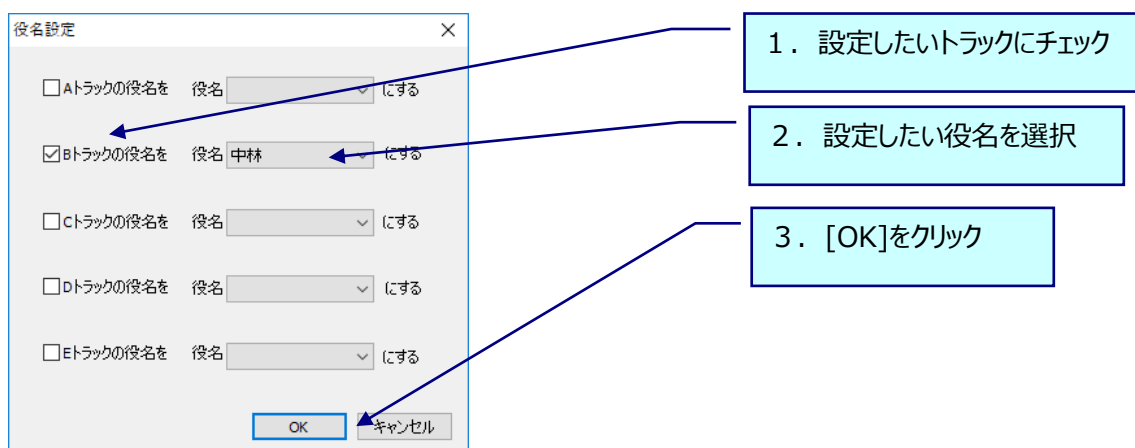 役名設定
Aトラックの役名を 役名 にする
Bトラックの役名を 役名 中林 にする
Cトラックの役名を 役名 にする
Dトラックの役名を 役名 にする
Eトラックの役名を 役名 にする
OK キャンセル
１．設定したいトラックにチェック
２．設定したい役名を選択
３．[OK]をクリック